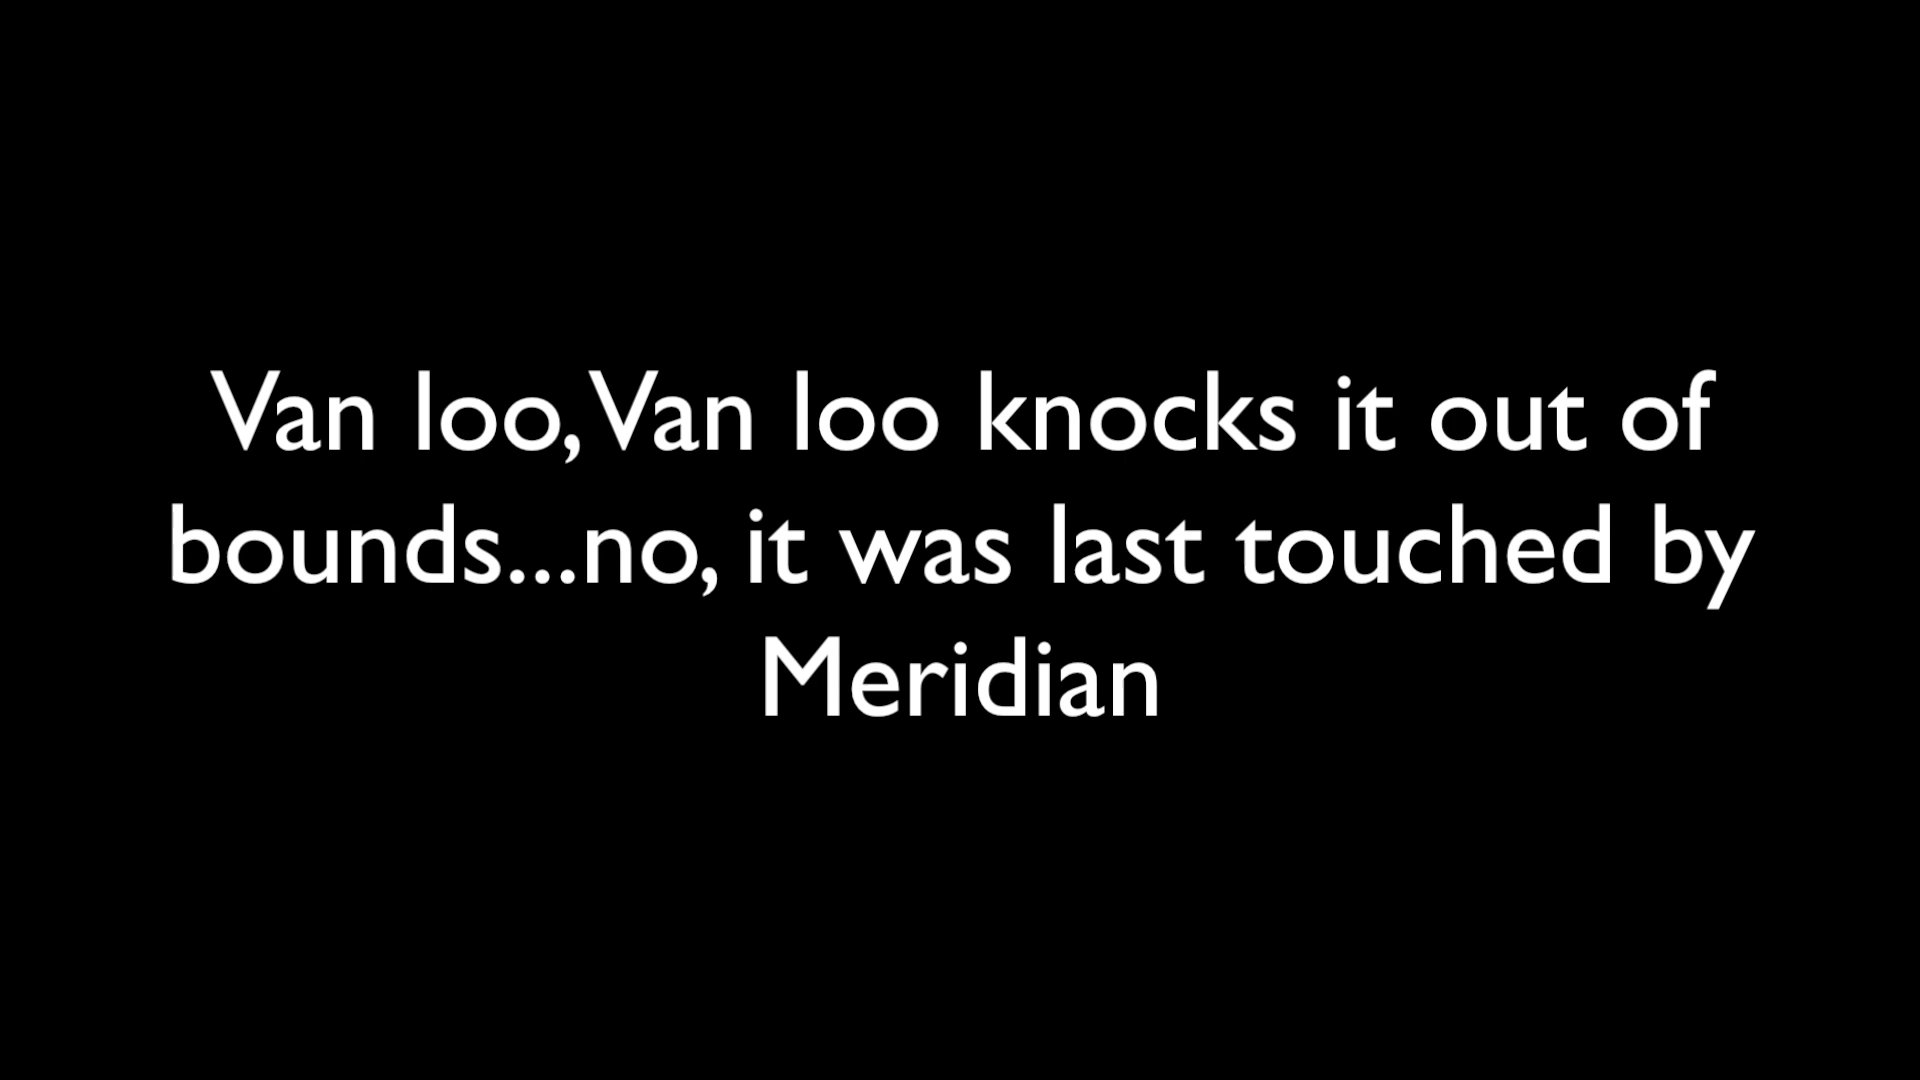 Van loo, Van loo knocks it out of
bounds...no, it was last touched by
Meridian